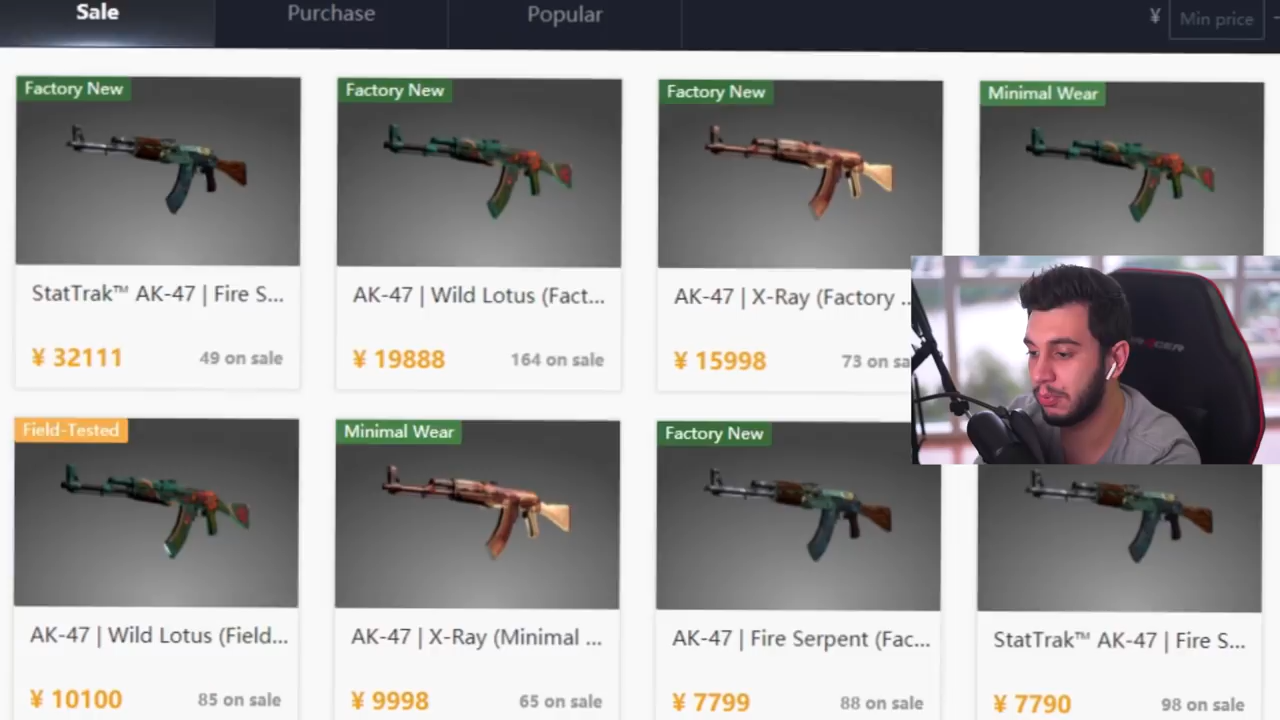 Sale
Purchase
Popular
¥
Min price
Factory New
Factory New
Factory New
Minimal Wear
StatTrak™ AK-47 | Fire S...
AK-47 | Wild Lotus (Fact...
AK-47 | X-Ray (Factory ..
¥ 32111
49 on sale
¥ 19888
164 on sale
¥ 15998
73 on sa
Field-Tested
Minimal Wear
Factory New
AK-47 | Wild Lotus (Field...
AK-47 | X-Ray (Minimal ...
AK-47 | Fire Serpent (Fac...
StatTrak™ AK-47 | Fire S...
¥ 10100
85 on sale
¥ 9998
65 on sale
¥ 7799
88 on sale
¥ 7790
98 on sale